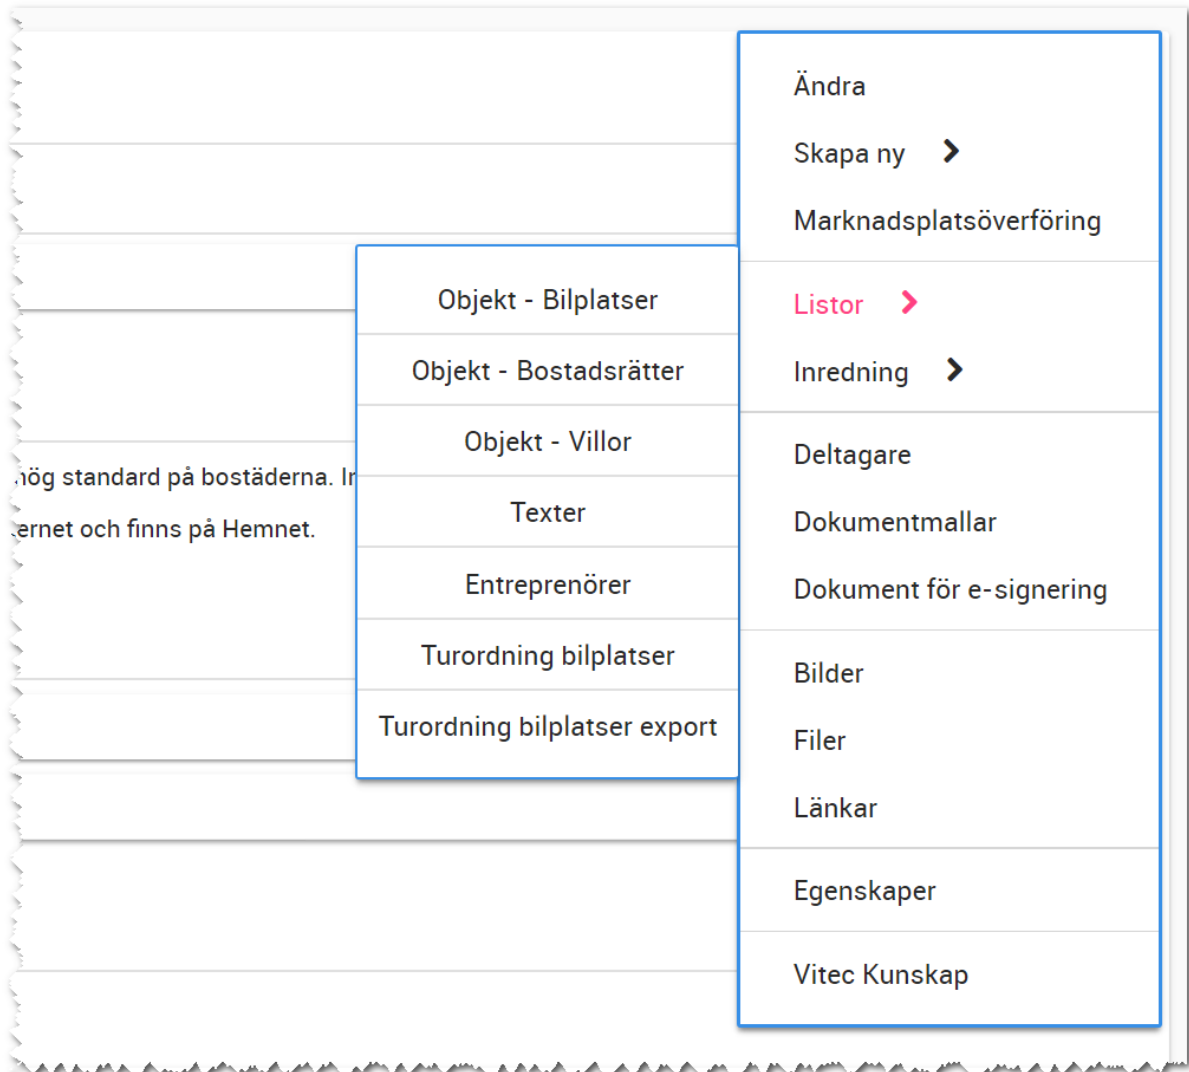 Ändra
Skapa ny
Marknadsplatsöverföring
Listor
Inredning
Deltagare
Dokumentmallar
Dokument för e-signering
Bilder
Filer
Länkar
Egenskaper
Vitec Kunskap
Objekt - Bilplatser
Objekt - Bostadsrätter
Objekt - Villor
Texter
Entreprenörer
Turordning bilplatser
Turordning bilplatser export
hög standard på bostäderna.
och finns på Hemnet.